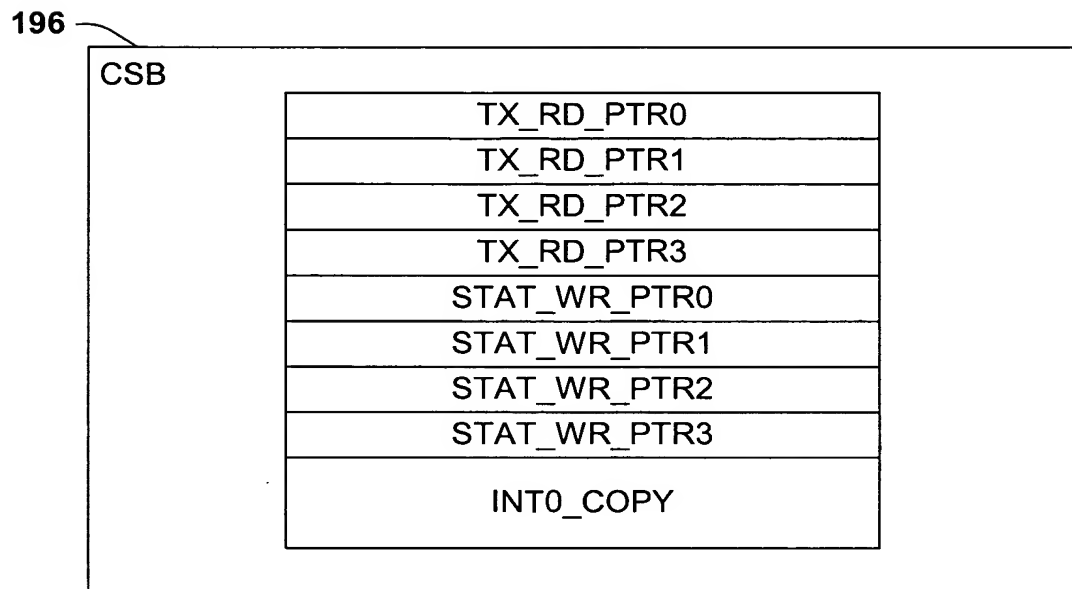 196
CSB
TX_RD_PTR0
TX_RD_PTR1
TX_RD_PTR2
TX_RD_PTR3
STAT_WR_PTR0
STAT_WR_PTR1
STAT_WR_PTR2
STAT_WR_PTR3
INT0_COPY